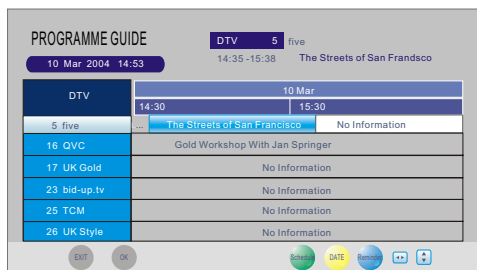 PROGRAMME GUIDE
DTV 5 five
10 Mar 2004 14:53
14:35 -15:38 The Streets of San Frandsco
DTV
10 Mar
14:30 15:30
5 five ... The Streets of San Francisco No Information
16 QVC Gold Workshop With Jan Springer
17 UK Gold No Information
23 bid-up.tv No Information
25 TCM No Information
26 UK Style No Information
EXIT OK Schedule DATE Reminder